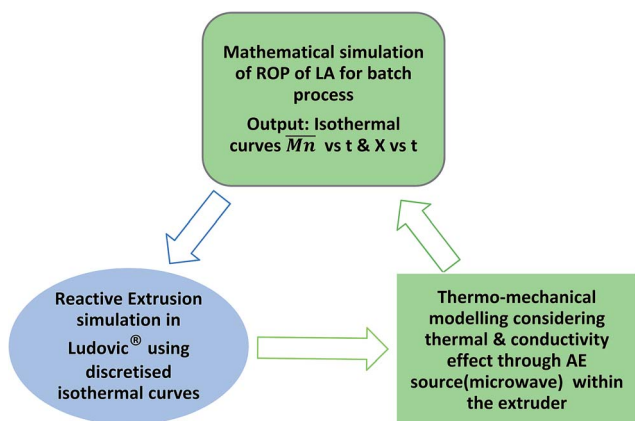 Mathematical simulation
of ROP of LA for batch
process
Output: Isothermal
curves M̅n̅ vs t & X vs t
Reactive Extrusion
simulation in
Ludovic® using
discretised
isothermal curves
Thermo-mechanical
modelling considering
thermal & conductivity
effect through AE
source(microwave) within
the extruder